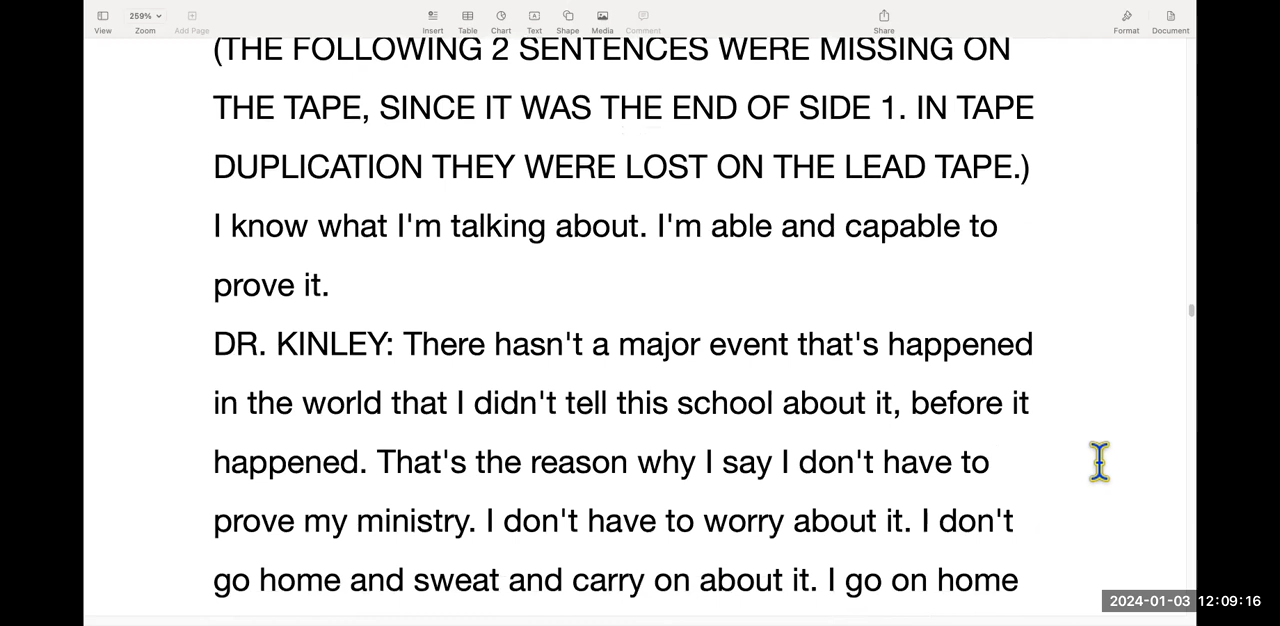 259%
View Zoom Add Page Insert Table Chart Text Shape Media Comment Share Format Document
(THE FOLLOWING 2 SENTENCES WERE MISSING ON
THE TAPE, SINCE IT WAS THE END OF SIDE 1. IN TAPE
DUPLICATION THEY WERE LOST ON THE LEAD TAPE.)
I know what I'm talking about. I'm able and capable to
prove it.
DR. KINLEY: There hasn't a major event that's happened
in the world that I didn't tell this school about it, before it
happened. That's the reason why I say I don't have to
prove my ministry. I don't have to worry about it. I don't
go home and sweat and carry on about it. I go on home
2024-01-03 12:09:16